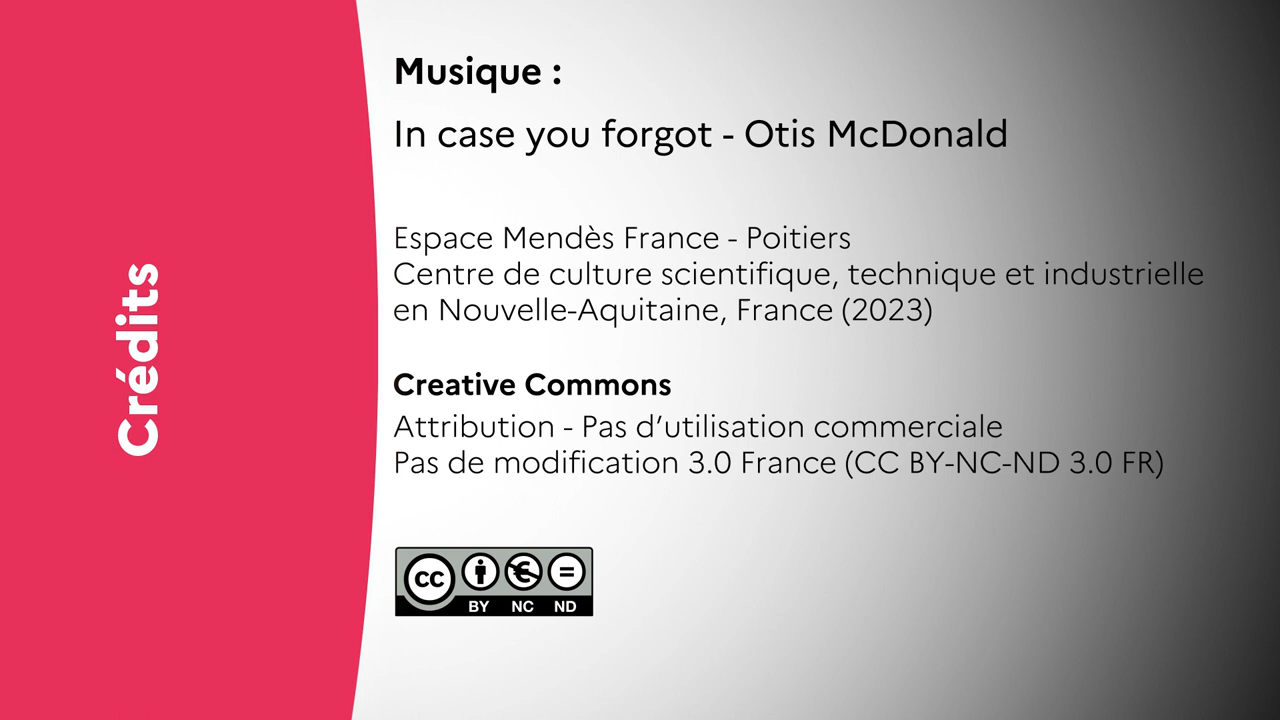 Crédits
Musique :
In case you forgot - Otis McDonald
Espace Mendès France - Poitiers
Centre de culture scientifique, technique et industrielle
en Nouvelle-Aquitaine, France (2023)
Creative Commons
Attribution - Pas d’utilisation commerciale
Pas de modification 3.0 France (CC BY-NC-ND 3.0 FR)
cc
BY NC ND